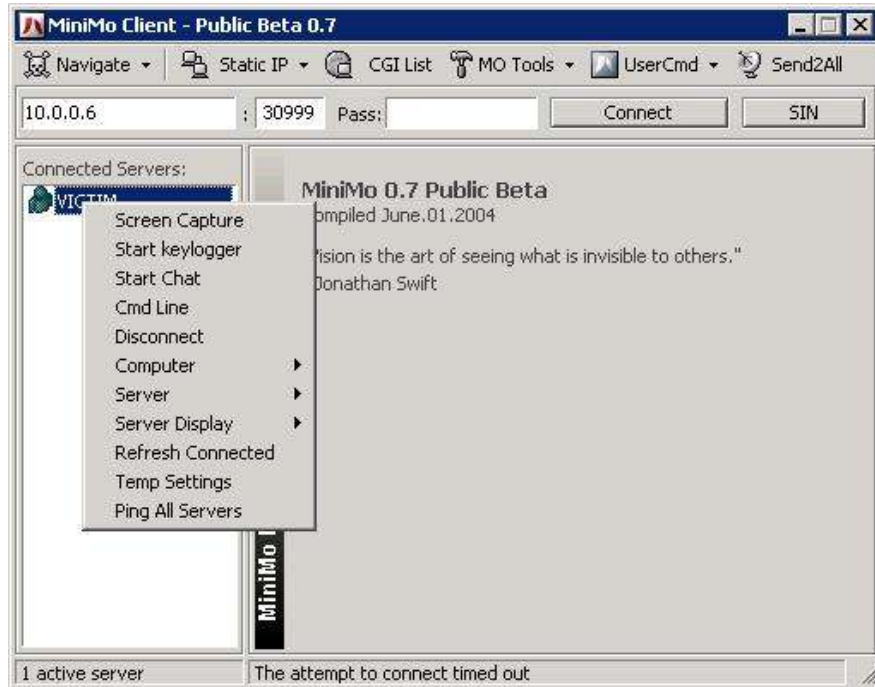 MiniMo Client - Public Beta 0.7
Navigate Static IP CGI List MO Tools UserCmd Send2All
10.0.0.6 : 30999 Pass: Connect SIN
Connected Servers:
VICTIM
Screen Capture
Start keylogger
Start Chat
Cmd Line
Disconnect
Computer
Server
Server Display
Refresh Connected
Temp Settings
Ping All Servers
MiniMo 0.7 Public Beta
ompiled June.01.2004
ision is the art of seeing what is invisible to others."
Jonathan Swift
MiniMo
1 active server
The attempt to connect timed out